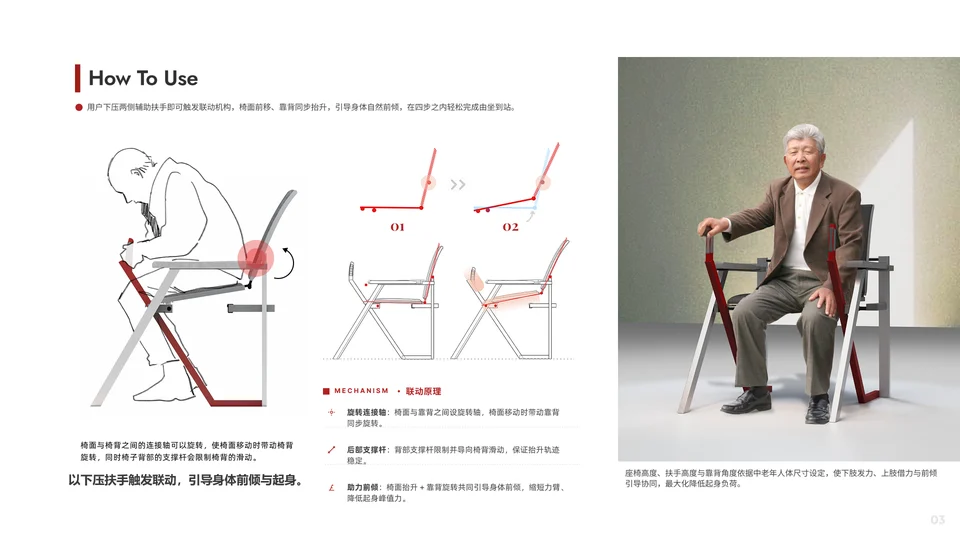 How To Use
用户下压两侧辅助扶手即可触发联动机构，椅面前移、靠背同步抬升，引导身体自然前倾，在四步之内轻松完成由坐到站。
01
02
椅面与椅背之间的连接轴可以旋转，使椅面移动时带动椅背
旋转，同时椅子背部的支撑杆会限制椅背的滑动。
以下压扶手触发联动，引导身体前倾与起身。
MECHANISM • 联动原理
旋转连接轴：椅面与靠背之间设旋转轴，椅面移动时带动靠背
同步旋转。
后部支撑杆：背部支撑杆限制并导向椅背滑动，保证抬升轨迹
稳定。
助力前倾：椅面抬升 + 靠背旋转共同引导身体前倾，缩短力臂、
降低起身峰值力。
座椅高度、扶手高度与靠背角度依据中老年人体尺寸设定，使下肢发力、上肢借力与前倾
引导协同，最大化降低起身负荷。
03